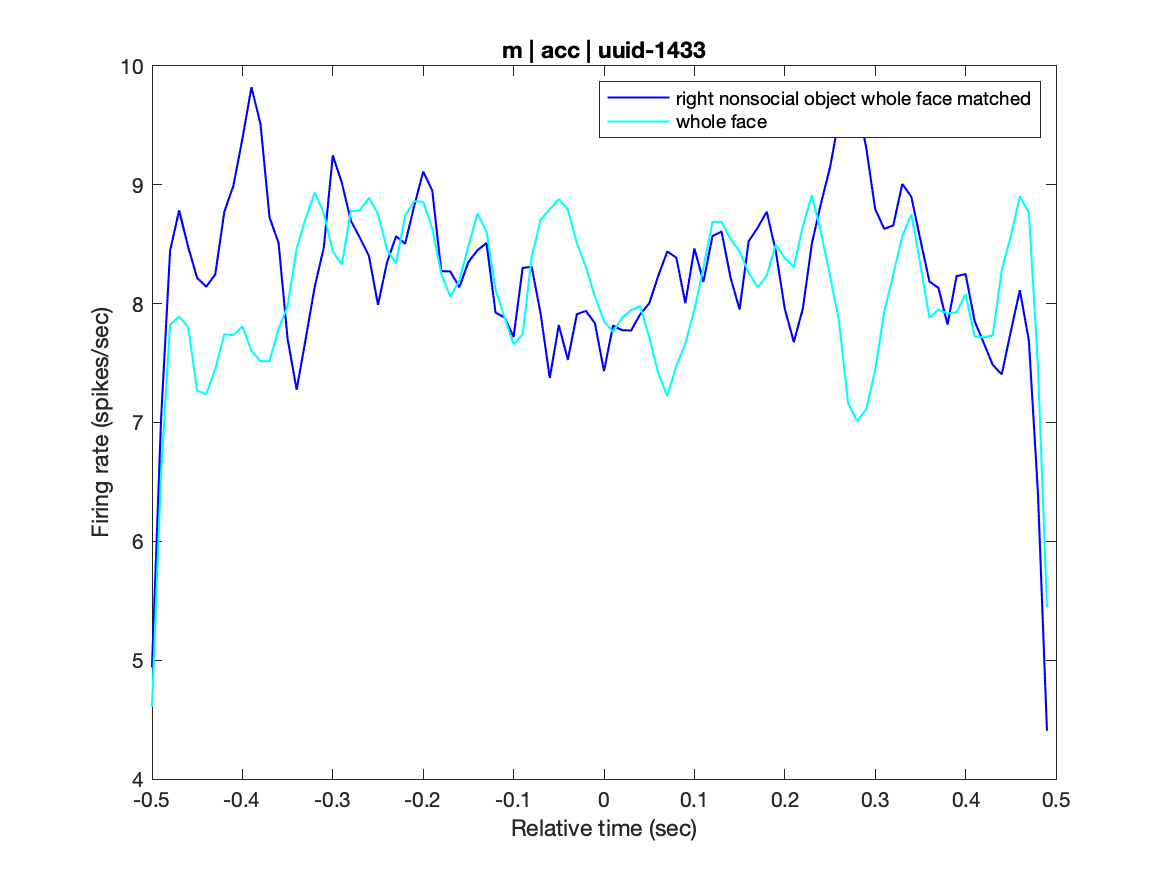 m | acc | uuid-1433
10
9
8
7
6
5
4
Firing rate (spikes/sec)
right nonsocial object whole face matched
whole face
-0.5 -0.4 -0.3 -0.2 -0.1 0 0.1 0.2 0.3 0.4 0.5
Relative time (sec)